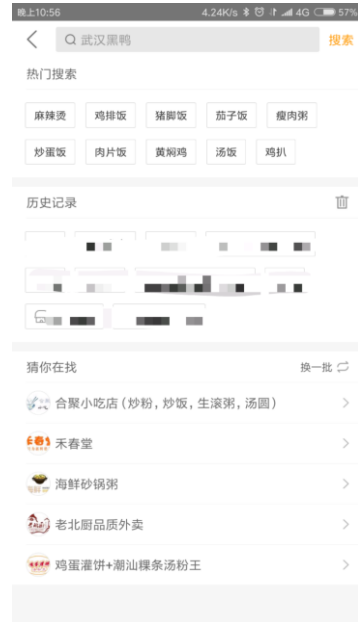 晚上10:56 4.24K/s 4G 57%
武汉黑鸭 搜索
热门搜索
麻辣烫 鸡排饭 猪脚饭 茄子饭 瘦肉粥
炒蛋饭 肉片饭 黄焖鸡 汤饭 鸡扒
历史记录
猜你在找 换一批
合聚小吃店(炒粉,炒饭,生滚粥,汤圆)
禾春堂
海鲜砂锅粥
老北厨品质外卖
鸡蛋灌饼+潮汕粿条汤粉王